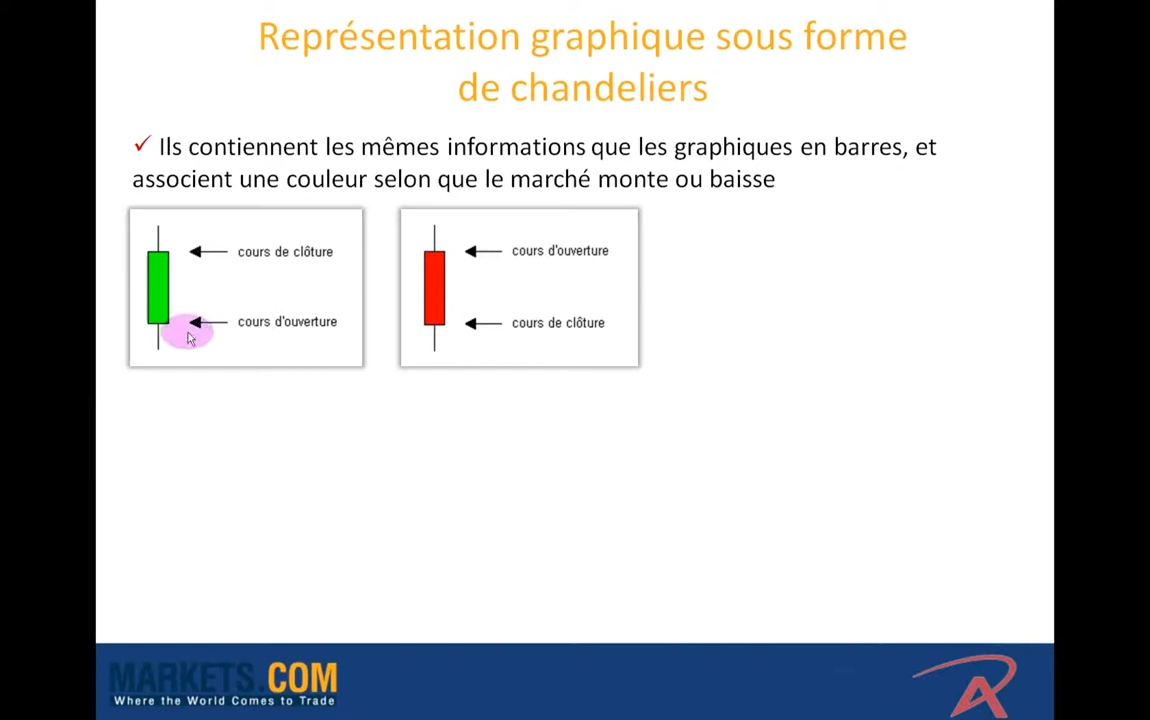 Représentation graphique sous forme
de chandeliers
Ils contiennent les mêmes informations que les graphiques en barres, et
associent une couleur selon que le marché monte ou baisse
cours de clôture
cours d'ouverture
cours d'ouverture
cours de clôture
MARKETS.COM
Where the World Comes to Trade